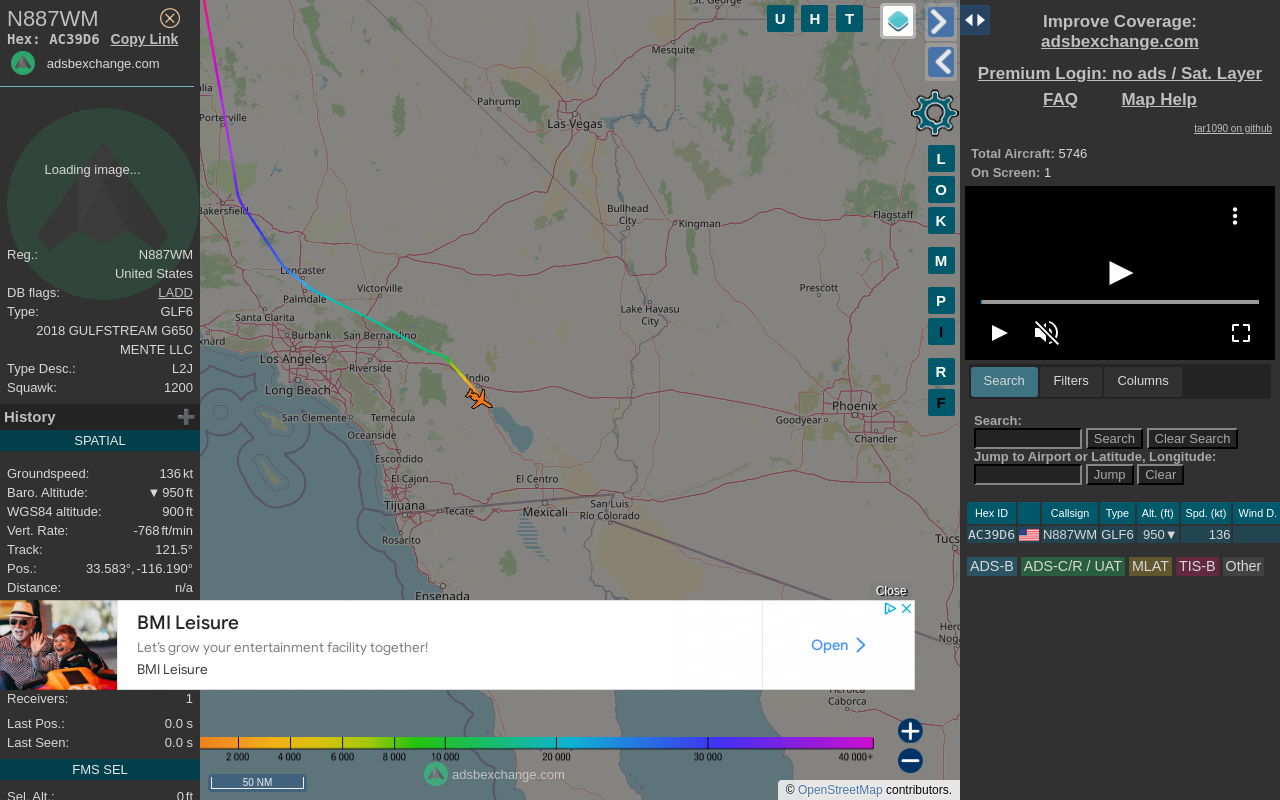 N887WM
Hex: AC39D6 Copy Link
adsbexchange.com
Loading image...
Reg.: N887WM
United States
DB flags: LADD
Type: GLF6
2018 GULFSTREAM G650
MENTE LLC
Type Desc.: L2J
Squawk: 1200
History
SPATIAL
Groundspeed: 136 kt
Baro. Altitude: ▼ 950 ft
WGS84 altitude: 900 ft
Vert. Rate: -768 ft/min
Track: 121.5°
Pos.: 33.583°, -116.190°
Distance: n/a
Receivers: 1
Last Pos.: 0.0 s
Last Seen: 0.0 s
FMS SEL
Sel. Alt.: 0 ft
St. George
Mesquite
Pahrump
Las Vegas
Porterville
Bakersfield
Bullhead
City
Kingman
Flagstaff
Lancaster
Palmdale
Victorville
Prescott
Lake Havasu
City
Santa Clarita
Burbank
San Bernardino
Los Angeles
Riverside
Indio
Long Beach
San Clemente
Temecula
Oceanside
Escondido
El Cajon
Tijuana
Tecate
Rosarito
Ensenada
El Centro
Mexicali
San Luis
Río Colorado
Phoenix
Goodyear
Chandler
Heroica
Caborca
U H T
L
O
K
M
P
I
R
F
Close
BMI Leisure
Let's grow your entertainment facility together!
BMI Leisure
Open
2 000 4 000 6 000 8 000 10 000 20 000 30 000 40 000+
50 NM
adsbexchange.com
© OpenStreetMap contributors.
Improve Coverage:
adsbexchange.com
Premium Login: no ads / Sat. Layer
FAQ Map Help
tar1090 on github
Total Aircraft: 5746
On Screen: 1
Search Filters Columns
Search:
Search Clear Search
Jump to Airport or Latitude, Longitude:
Jump Clear
Hex ID Callsign Type Alt. (ft) Spd. (kt) Wind D.
AC39D6 N887WM GLF6 950▼ 136
ADS-B ADS-C/R / UAT MLAT TIS-B Other